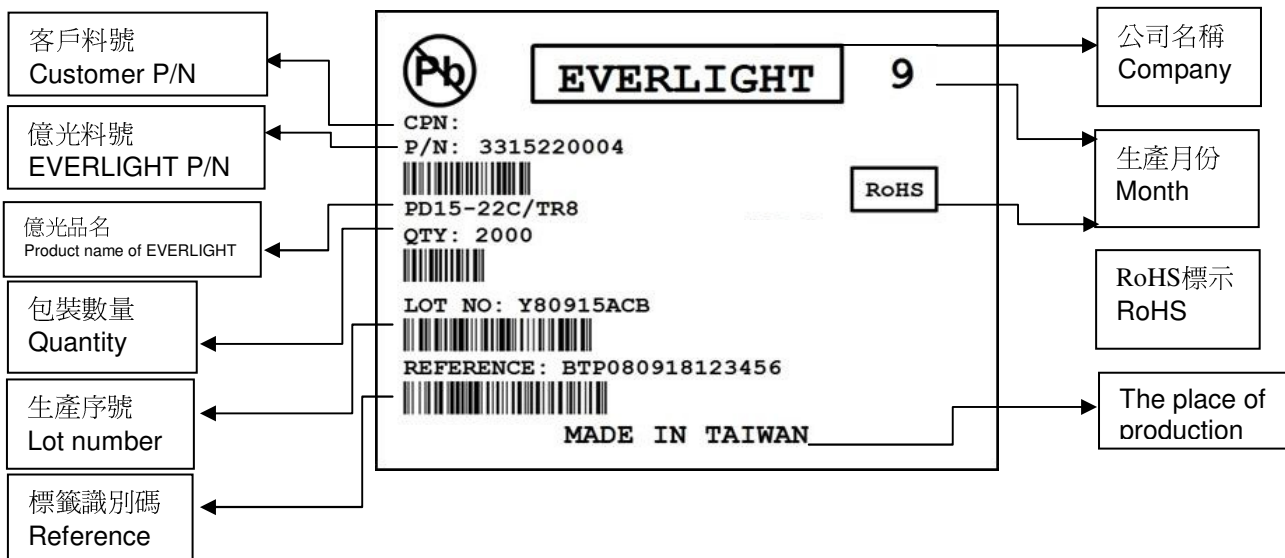 客戶料號
Customer P/N
億光料號
EVERLIGHT P/N
億光品名
Product name of EVERLIGHT
包裝數量
Quantity
生產序號
Lot number
標籤識別碼
Reference
Pb
EVERLIGHT
9
CPN:
P/N: 3315220004
RoHS
PD15-22C/TR8
QTY: 2000
LOT NO: Y80915ACB
REFERENCE: BTP080918123456
MADE IN TAIWAN
公司名稱
Company
生產月份
Month
RoHS標示
RoHS
The place of
production